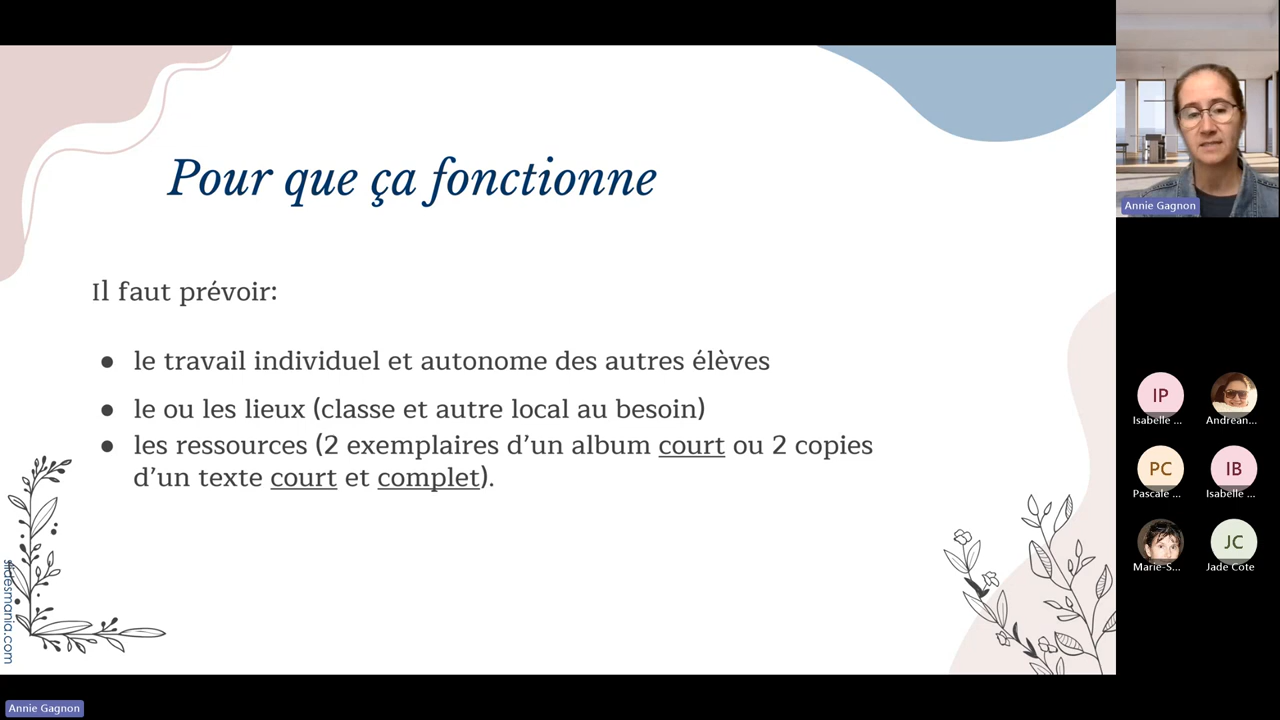 Pour que ça fonctionne
Il faut prévoir:
● le travail individuel et autonome des autres élèves
● le ou les lieux (classe et autre local au besoin)
● les ressources (2 exemplaires d’un album court ou 2 copies
d’un texte court et complet).
slidesmania.com
Annie Gagnon
Annie Gagnon
IP
Isabelle ...
Andrean...
PC
Pascale ...
IB
Isabelle ...
Marie-S...
JC
Jade Cote